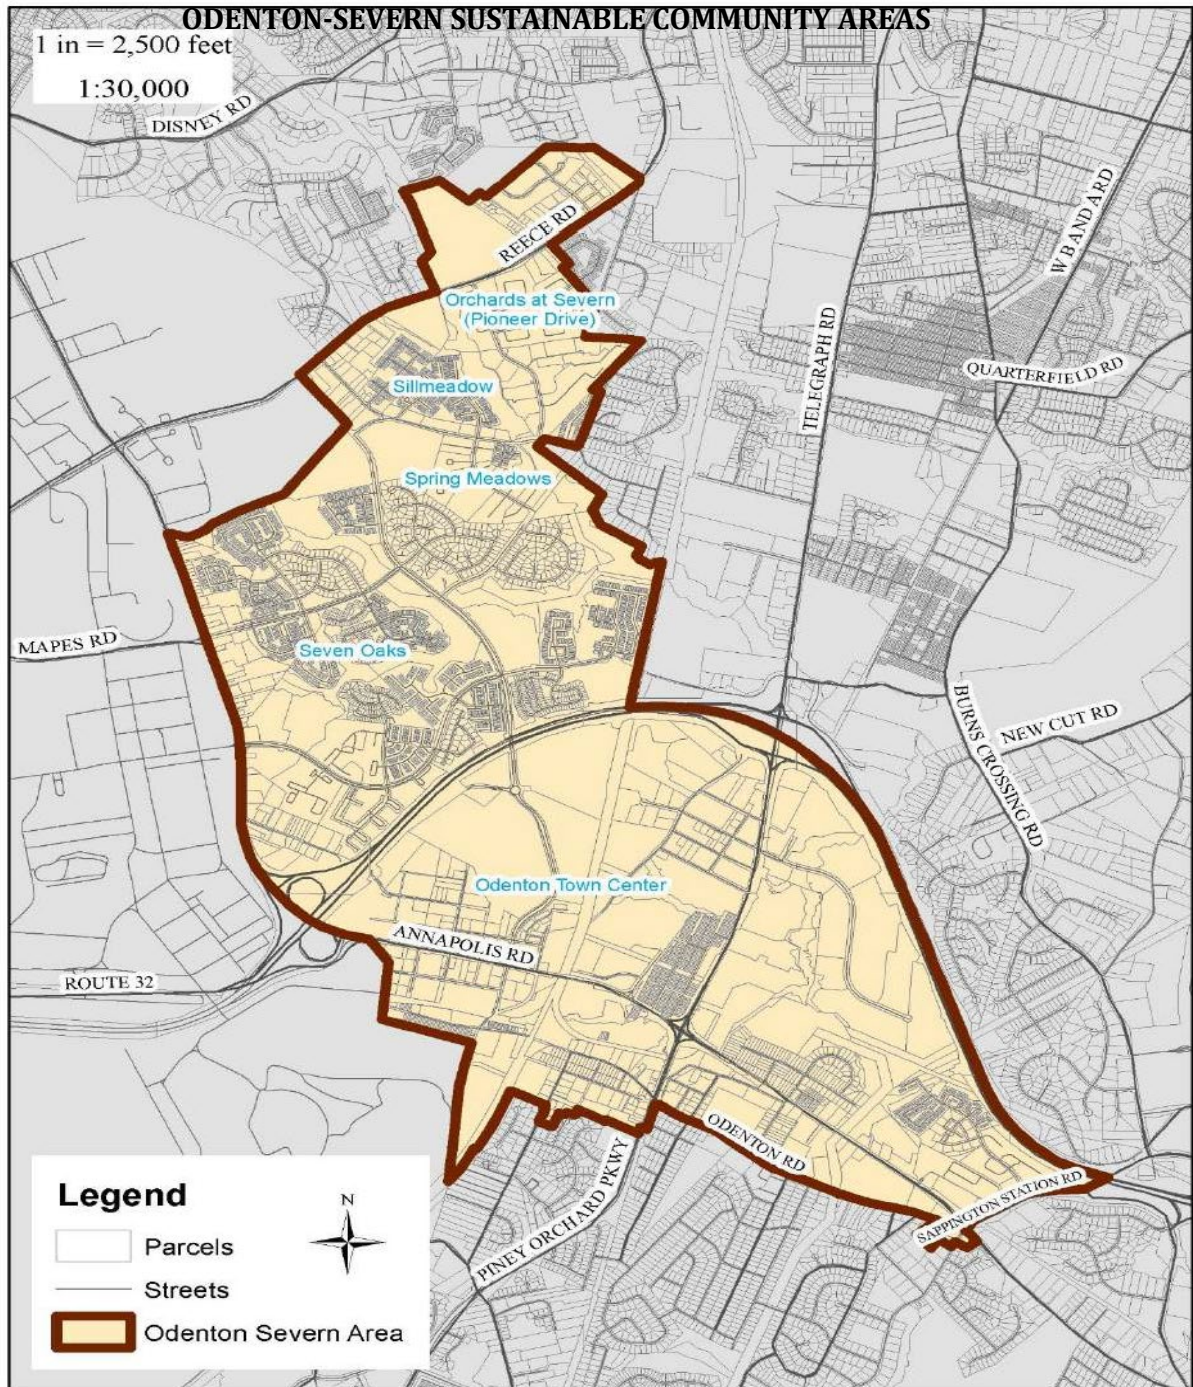 ODENTON-SEVERN SUSTAINABLE COMMUNITY AREAS
1 in = 2,500 feet
1:30,000
DISNEY RD
REECE RD
W B AND A RD
Orchards at Severn
(Pioneer Drive)
TELEGRAPH RD
QUARTERFIELD RD
Sillmeadow
Spring Meadows
MAPES RD
Seven Oaks
BURNS CROSSING RD
NEW CUT RD
Odenton Town Center
ANNAPOLIS RD
ROUTE 32
ODENTON RD
PINEY ORCHARD PKWY
SAPPINGTON STATION RD
Legend
N
Parcels
Streets
Odenton Severn Area